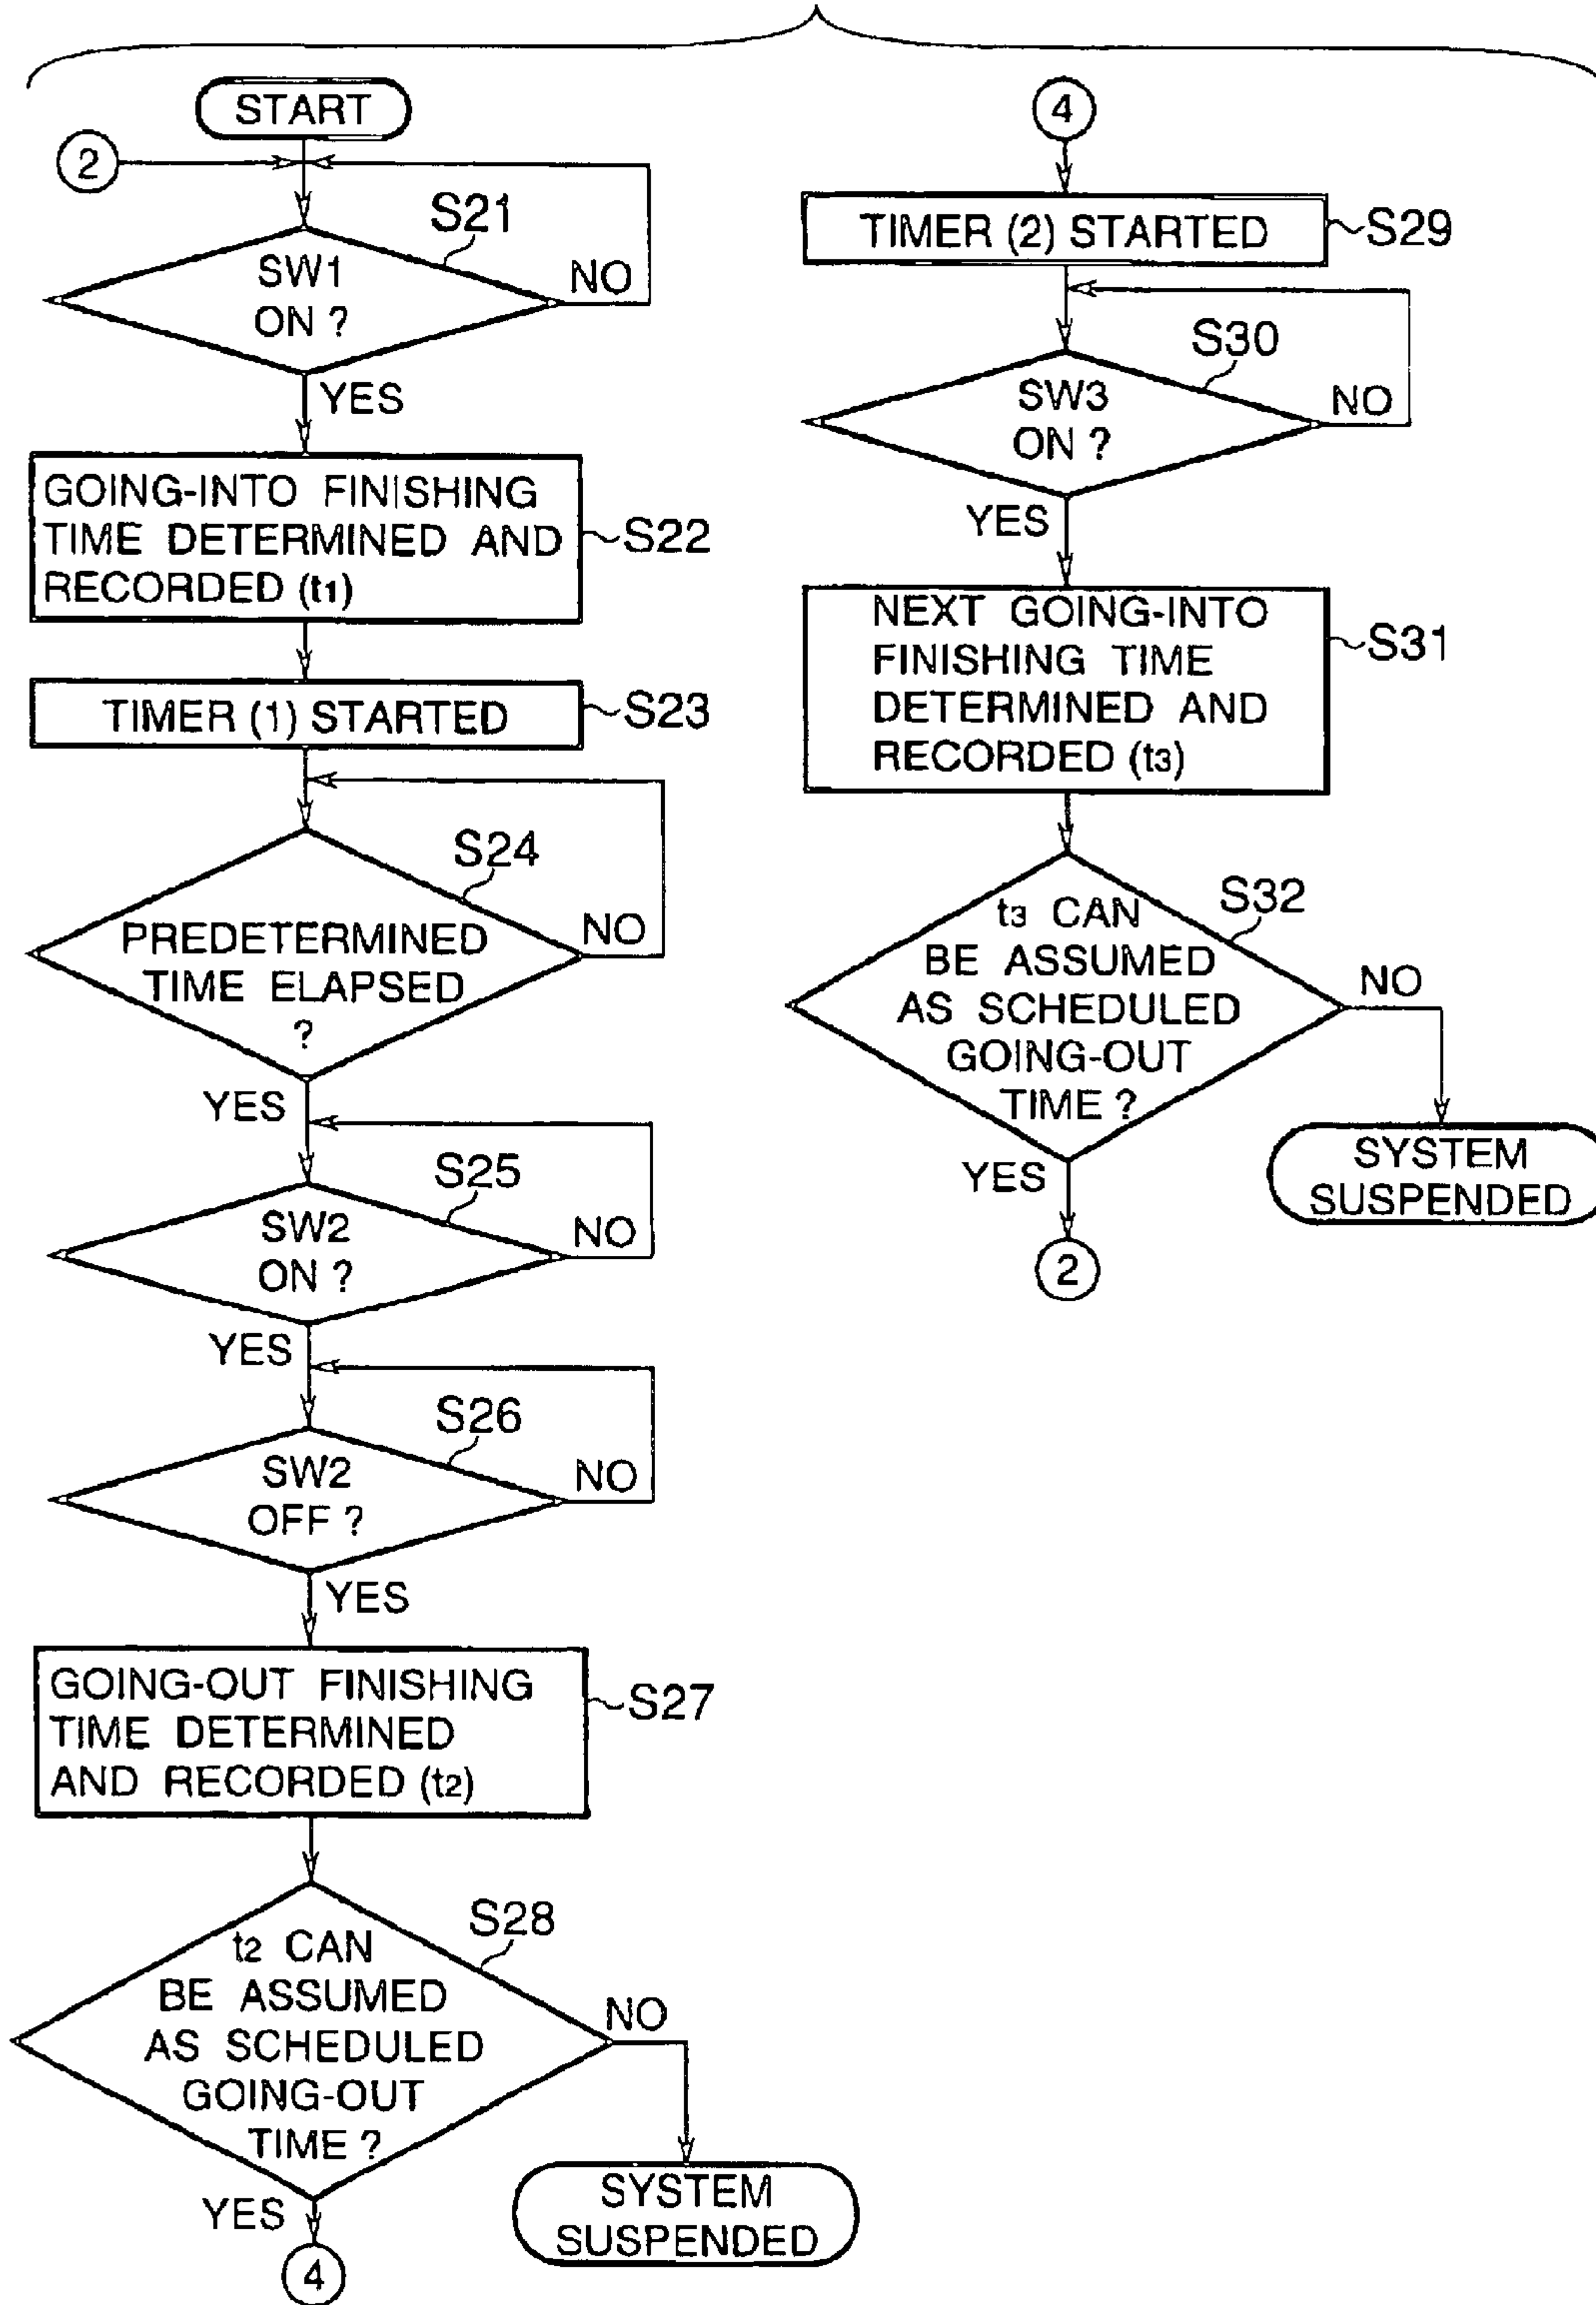 START
2
S21
SW1
ON ?
NO
YES
GOING-INTO FINISHING
TIME DETERMINED AND
RECORDED (t1)
S22
TIMER (1) STARTED
S23
S24
PREDETERMINED
TIME ELAPSED
?
NO
YES
S25
SW2
ON ?
NO
YES
S26
SW2
OFF ?
NO
YES
GOING-OUT FINISHING
TIME DETERMINED
AND RECORDED (t2)
S27
S28
t2 CAN
BE ASSUMED
AS SCHEDULED
GOING-OUT
TIME ?
NO
YES
SYSTEM
SUSPENDED
4
4
TIMER (2) STARTED
S29
S30
SW3
ON ?
NO
YES
NEXT GOING-INTO
FINISHING TIME
DETERMINED AND
RECORDED (t3)
S31
S32
t3 CAN
BE ASSUMED
AS SCHEDULED
GOING-OUT
TIME ?
NO
YES
SYSTEM
SUSPENDED
2